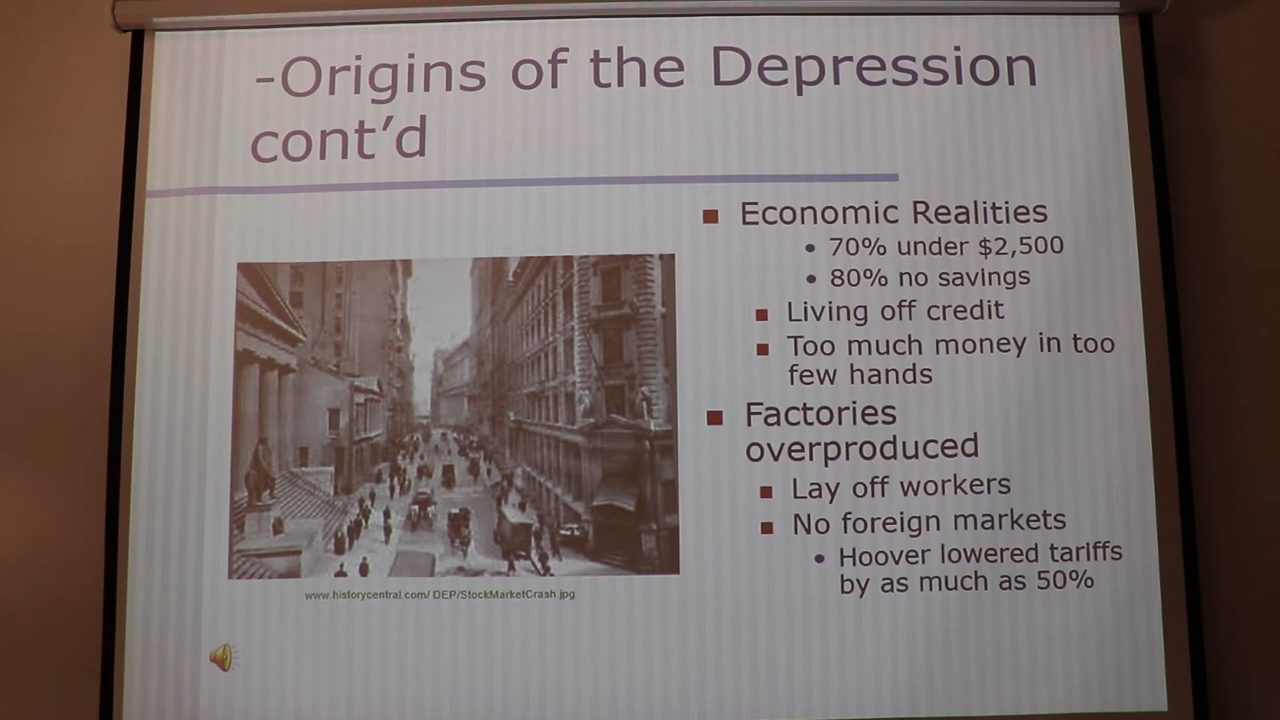 -Origins of the Depression
cont’d
▪ Economic Realities
• 70% under $2,500
• 80% no savings
▪ Living off credit
▪ Too much money in too
few hands
▪ Factories
overproduced
▪ Lay off workers
▪ No foreign markets
• Hoover lowered tariffs
by as much as 50%
www.historycentral.com/ DEP/StockMarketCrash.jpg